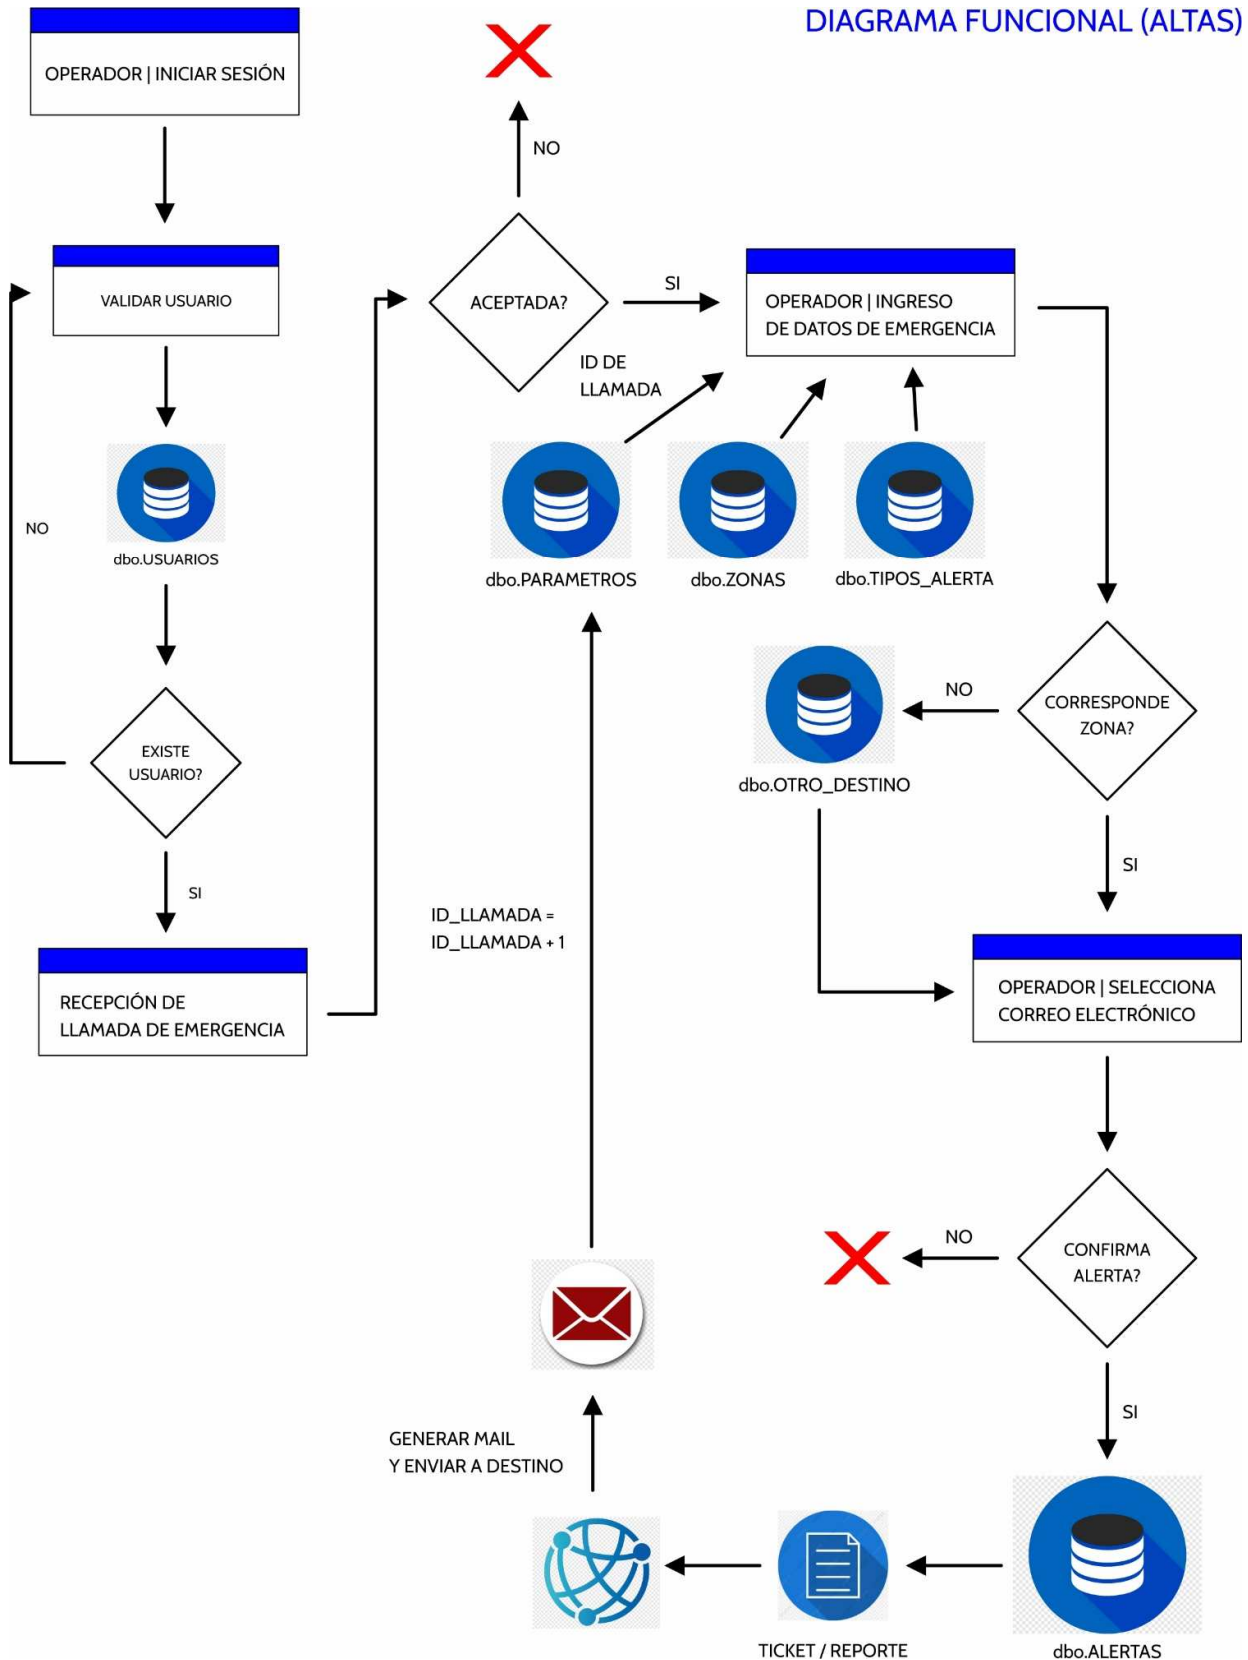 DIAGRAMA FUNCIONAL (ALTAS)
OPERADOR | INICIAR SESIÓN
VALIDAR USUARIO
dbo.USUARIOS
NO
EXISTE
USUARIO?
SI
RECEPCIÓN DE
LLAMADA DE EMERGENCIA
ACEPTADA?
NO
SI
OPERADOR | INGRESO
DE DATOS DE EMERGENCIA
ID DE
LLAMADA
dbo.PARAMETROS
dbo.ZONAS
dbo.TIPOS_ALERTA
CORRESPONDE
ZONA?
NO
dbo.OTRO_DESTINO
SI
OPERADOR | SELECCIONA
CORREO ELECTRÓNICO
CONFIRMA
ALERTA?
NO
SI
dbo.ALERTAS
TICKET / REPORTE
GENERAR MAIL
Y ENVIAR A DESTINO
ID_LLAMADA =
ID_LLAMADA + 1